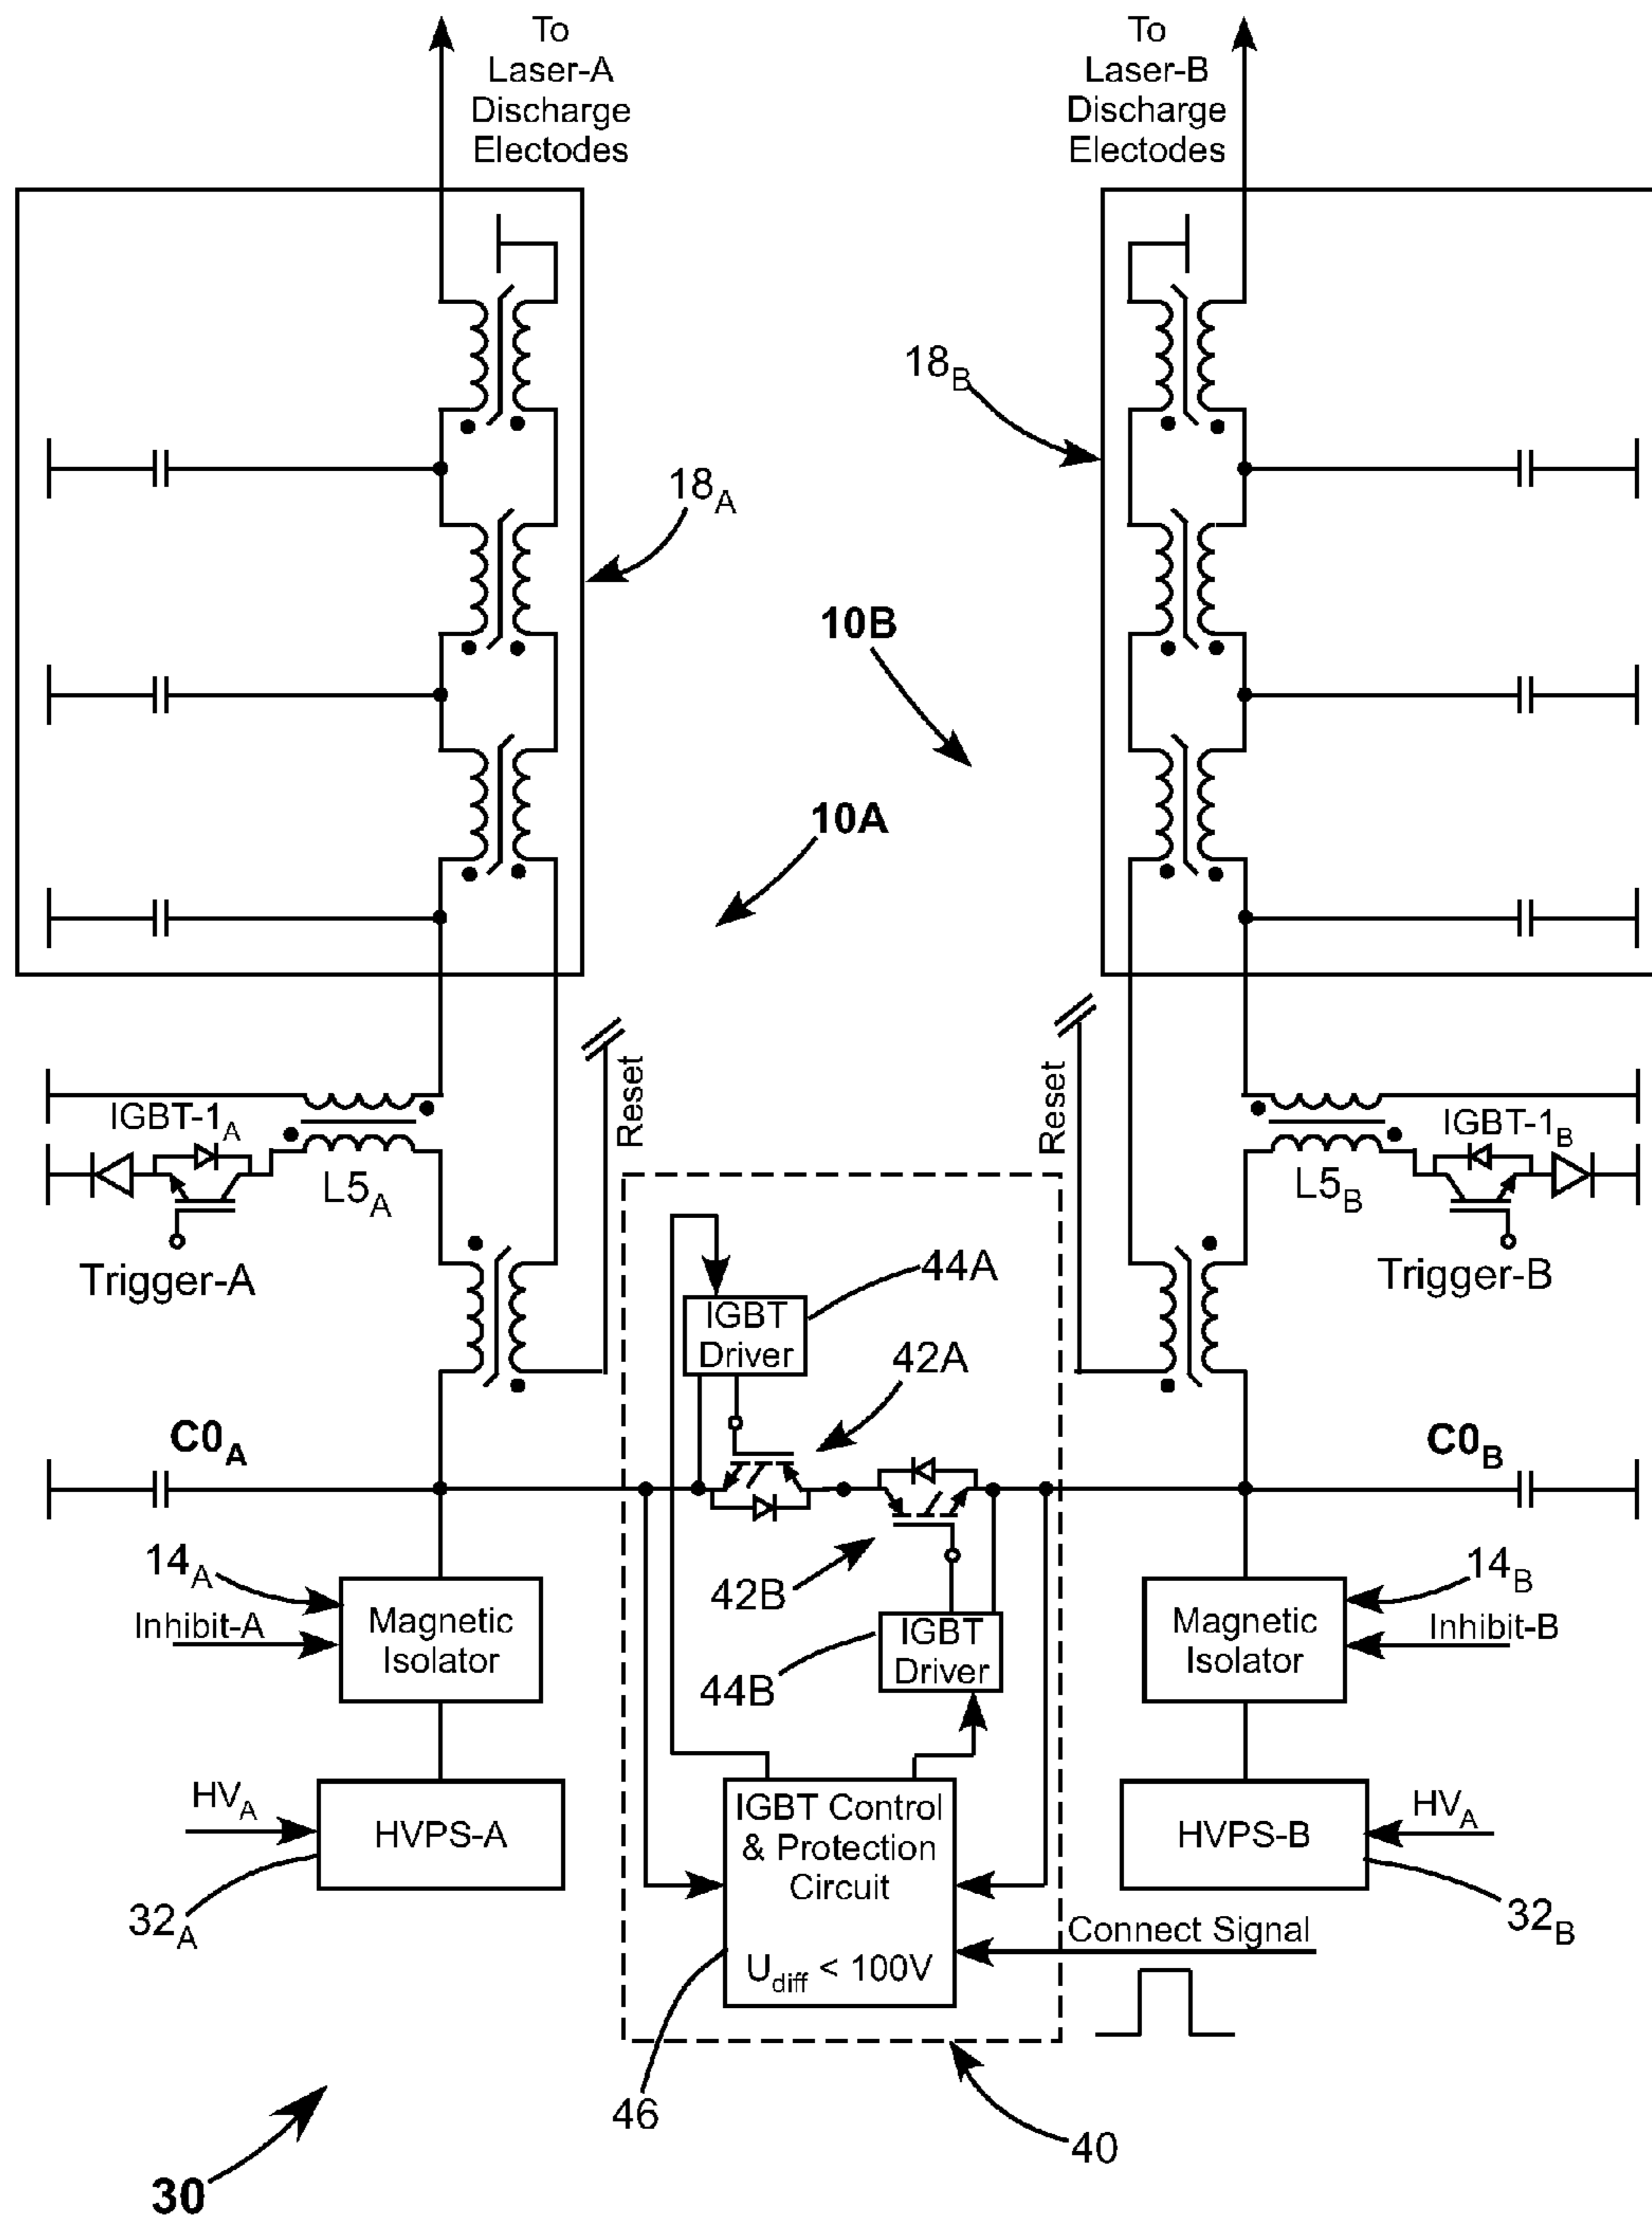 To
Laser-A
Discharge
Electodes
To
Laser-B
Discharge
Electodes
18B
18A
10B
10A
Reset
Reset
IGBT-1A
L5A
Trigger-A
IGBT-1B
L5B
Trigger-B
IGBT
Driver
44A
42A
C0A
C0B
14A
Inhibit-A
Magnetic
Isolator
42B
IGBT
Driver
44B
14B
Inhibit-B
Magnetic
Isolator
HVA
HVPS-A
32A
IGBT Control
& Protection
Circuit
Udiff < 100V
HVPS-B
HVA
32B
Connect Signal
46
40
30